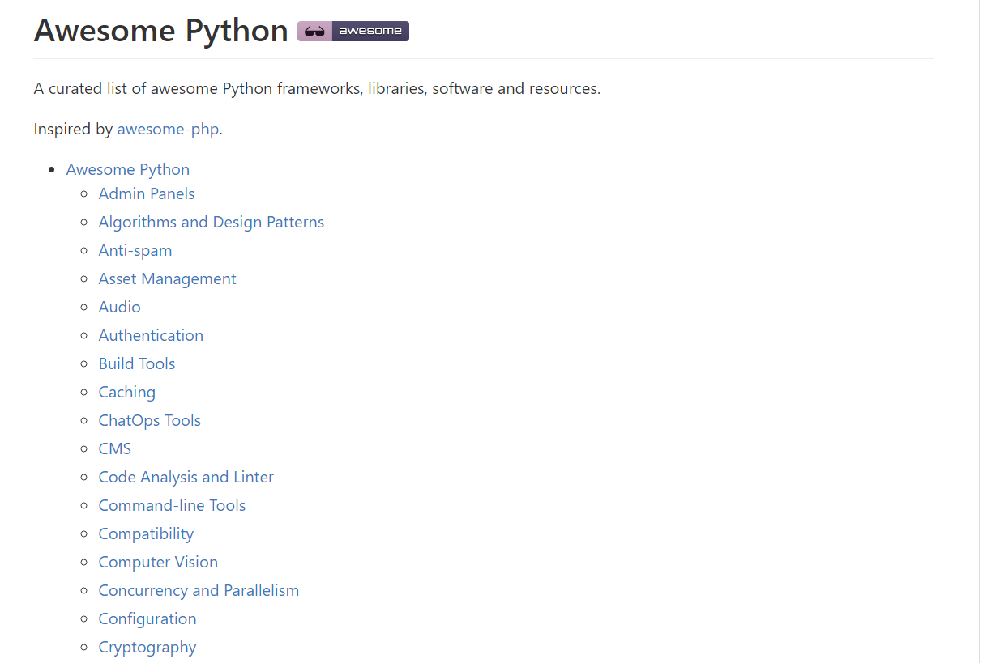 Awesome Python awesome
A curated list of awesome Python frameworks, libraries, software and resources.
Inspired by awesome-php.
Awesome Python
Admin Panels
Algorithms and Design Patterns
Anti-spam
Asset Management
Audio
Authentication
Build Tools
Caching
ChatOps Tools
CMS
Code Analysis and Linter
Command-line Tools
Compatibility
Computer Vision
Concurrency and Parallelism
Configuration
Cryptography